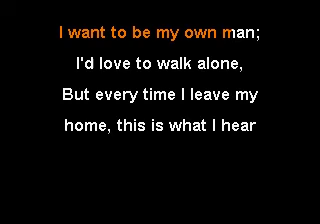 I want to be my own man;
I'd love to walk alone,
But every time I leave my
home, this is what I hear